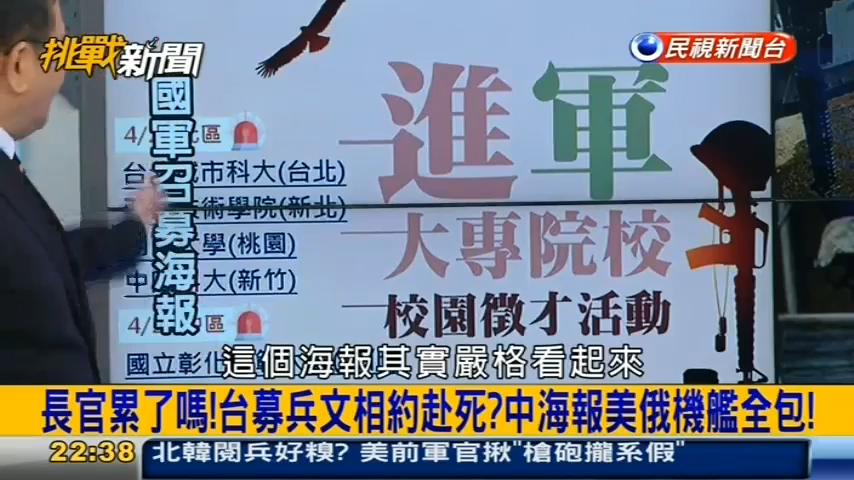 挑戰新聞
民視新聞台
國軍召募海報
進軍
大專院校
校園徵才活動
4/
區
台
市科大(台北)
術學院(新北)
學(桃園)
中
大(新竹)
4/
區
國立彰化
這個海報其實嚴格看起來
長官累了嗎!台募兵文相約赴死?中海報美俄機艦全包!
22:38 北韓閱兵好糗? 美前軍官揪"槍砲攏系假"